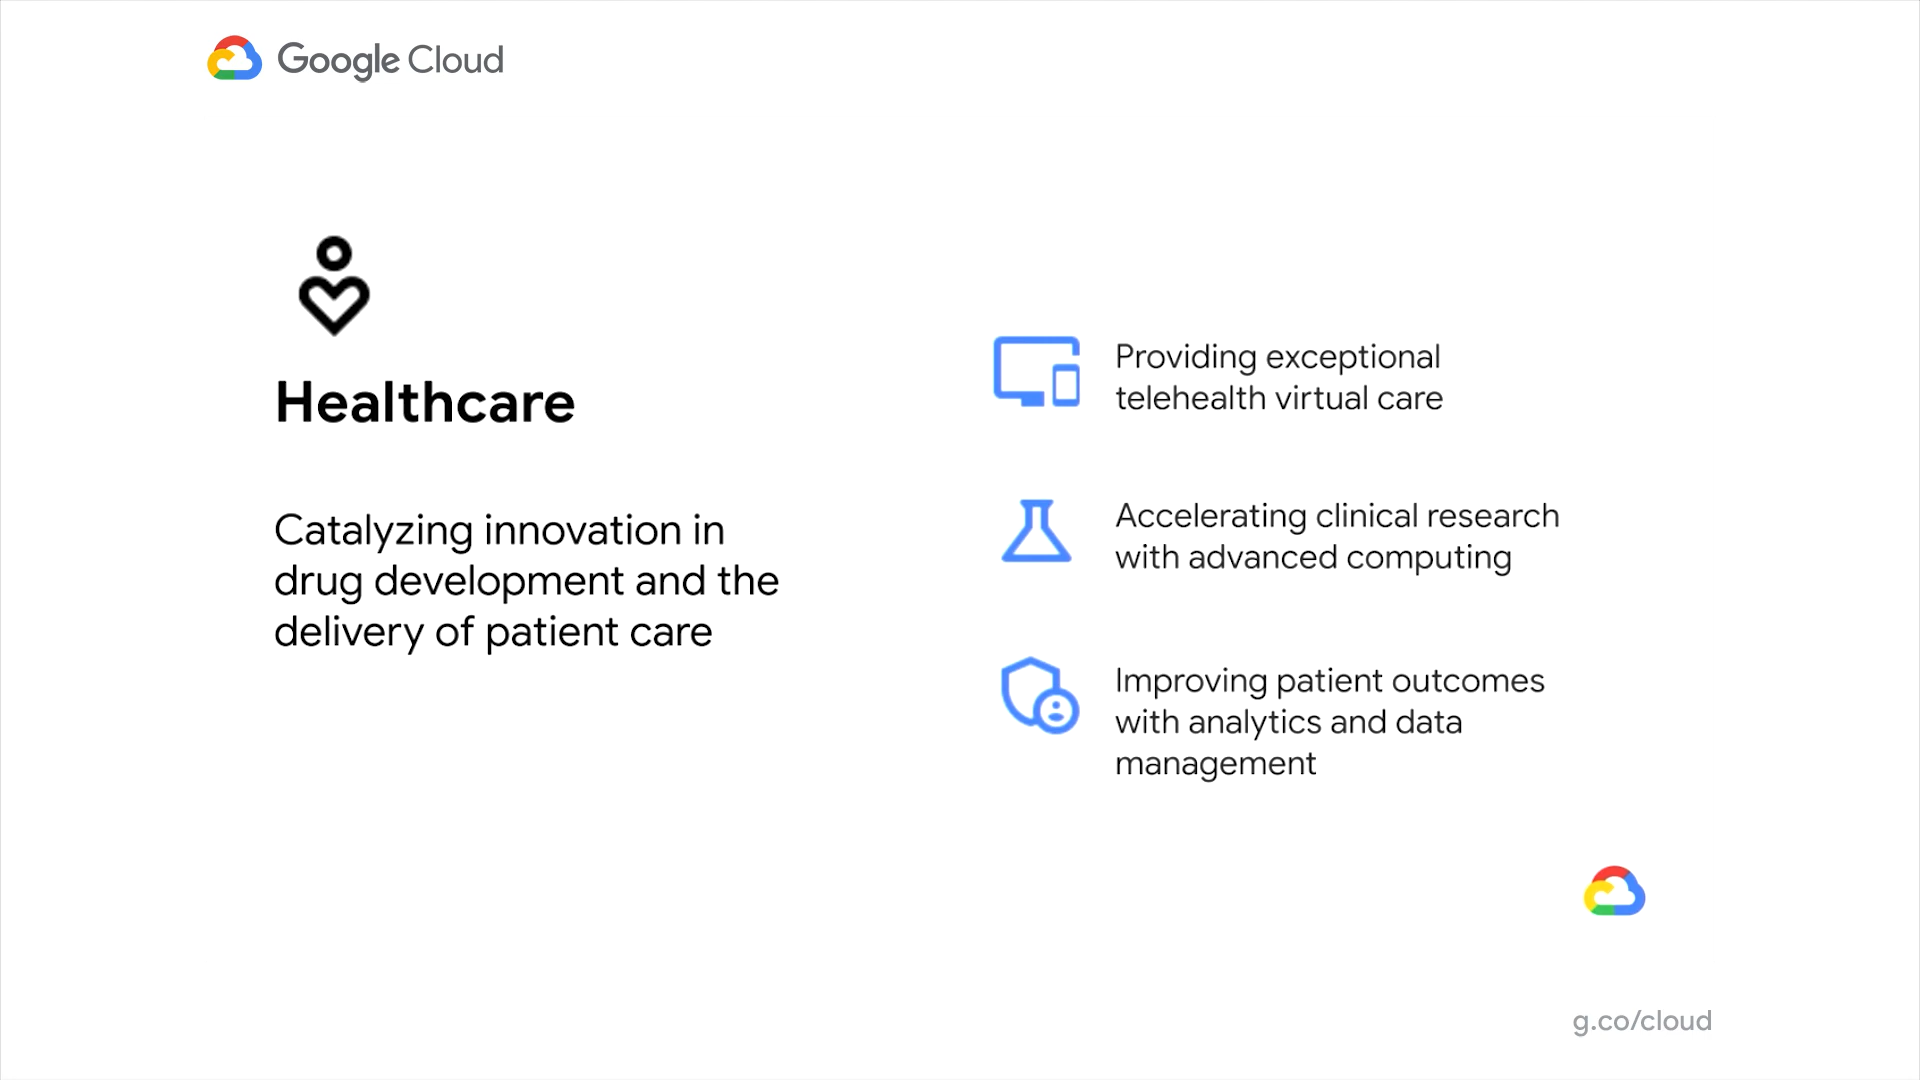 Google Cloud
Healthcare
Catalyzing innovation in
drug development and the
delivery of patient care
Providing exceptional
telehealth virtual care
Accelerating clinical research
with advanced computing
Improving patient outcomes
with analytics and data
management
g.co/cloud